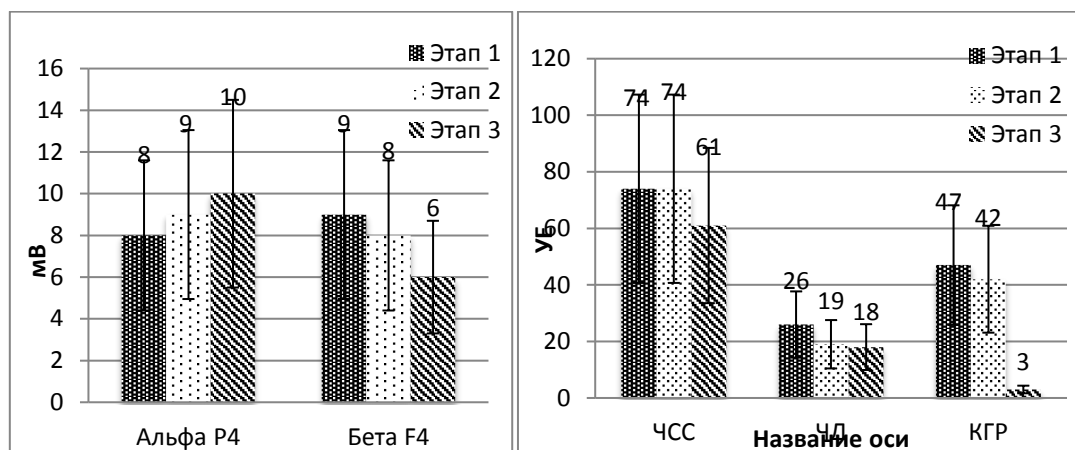 Этап 1
Этап 2
Этап 3
16
14
12
10
8
6
4
2
0
мВ
8
9
10
9
8
6
Альфа P4
Бета F4
Этап 1
Этап 2
Этап 3
120
100
80
60
40
20
0
УБ
74
74
61
26
19
18
47
42
3
ЧСС
ЧД
КГР
Название оси